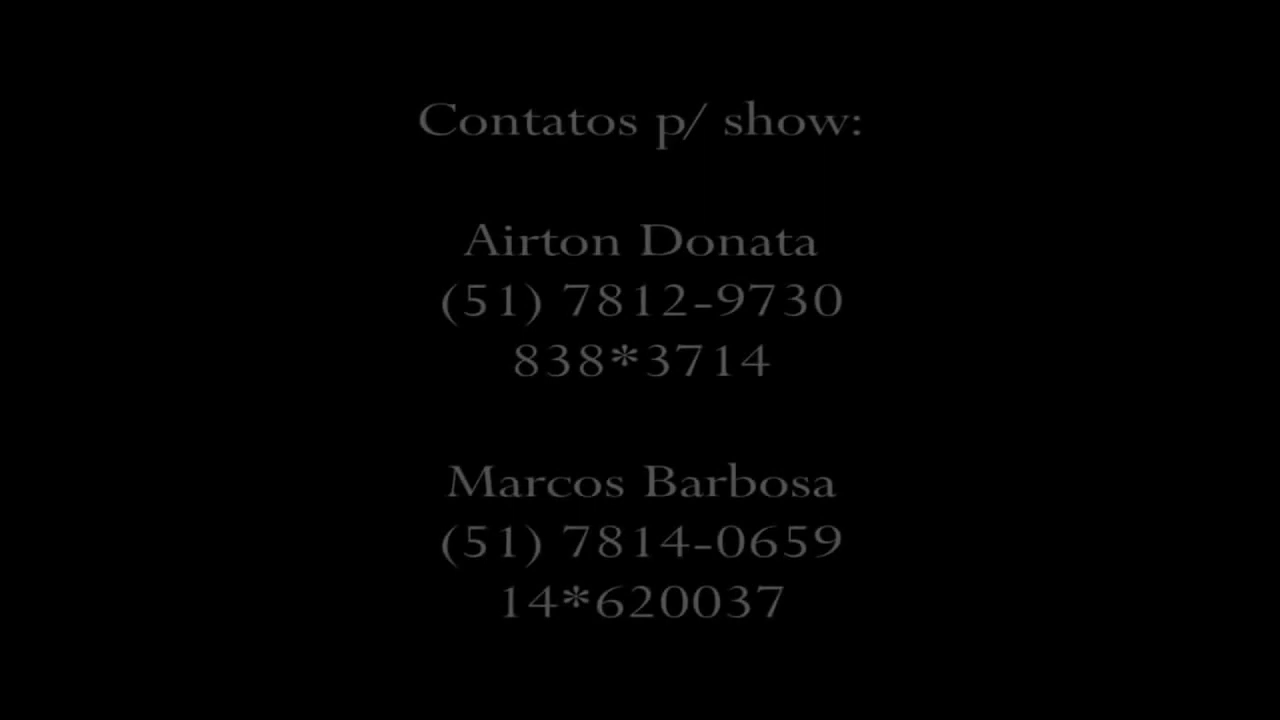 Contatos p/ show:
Airton Donata
(51) 7812-9730
838*3714
Marcos Barbosa
(51) 7814-0659
14*620037